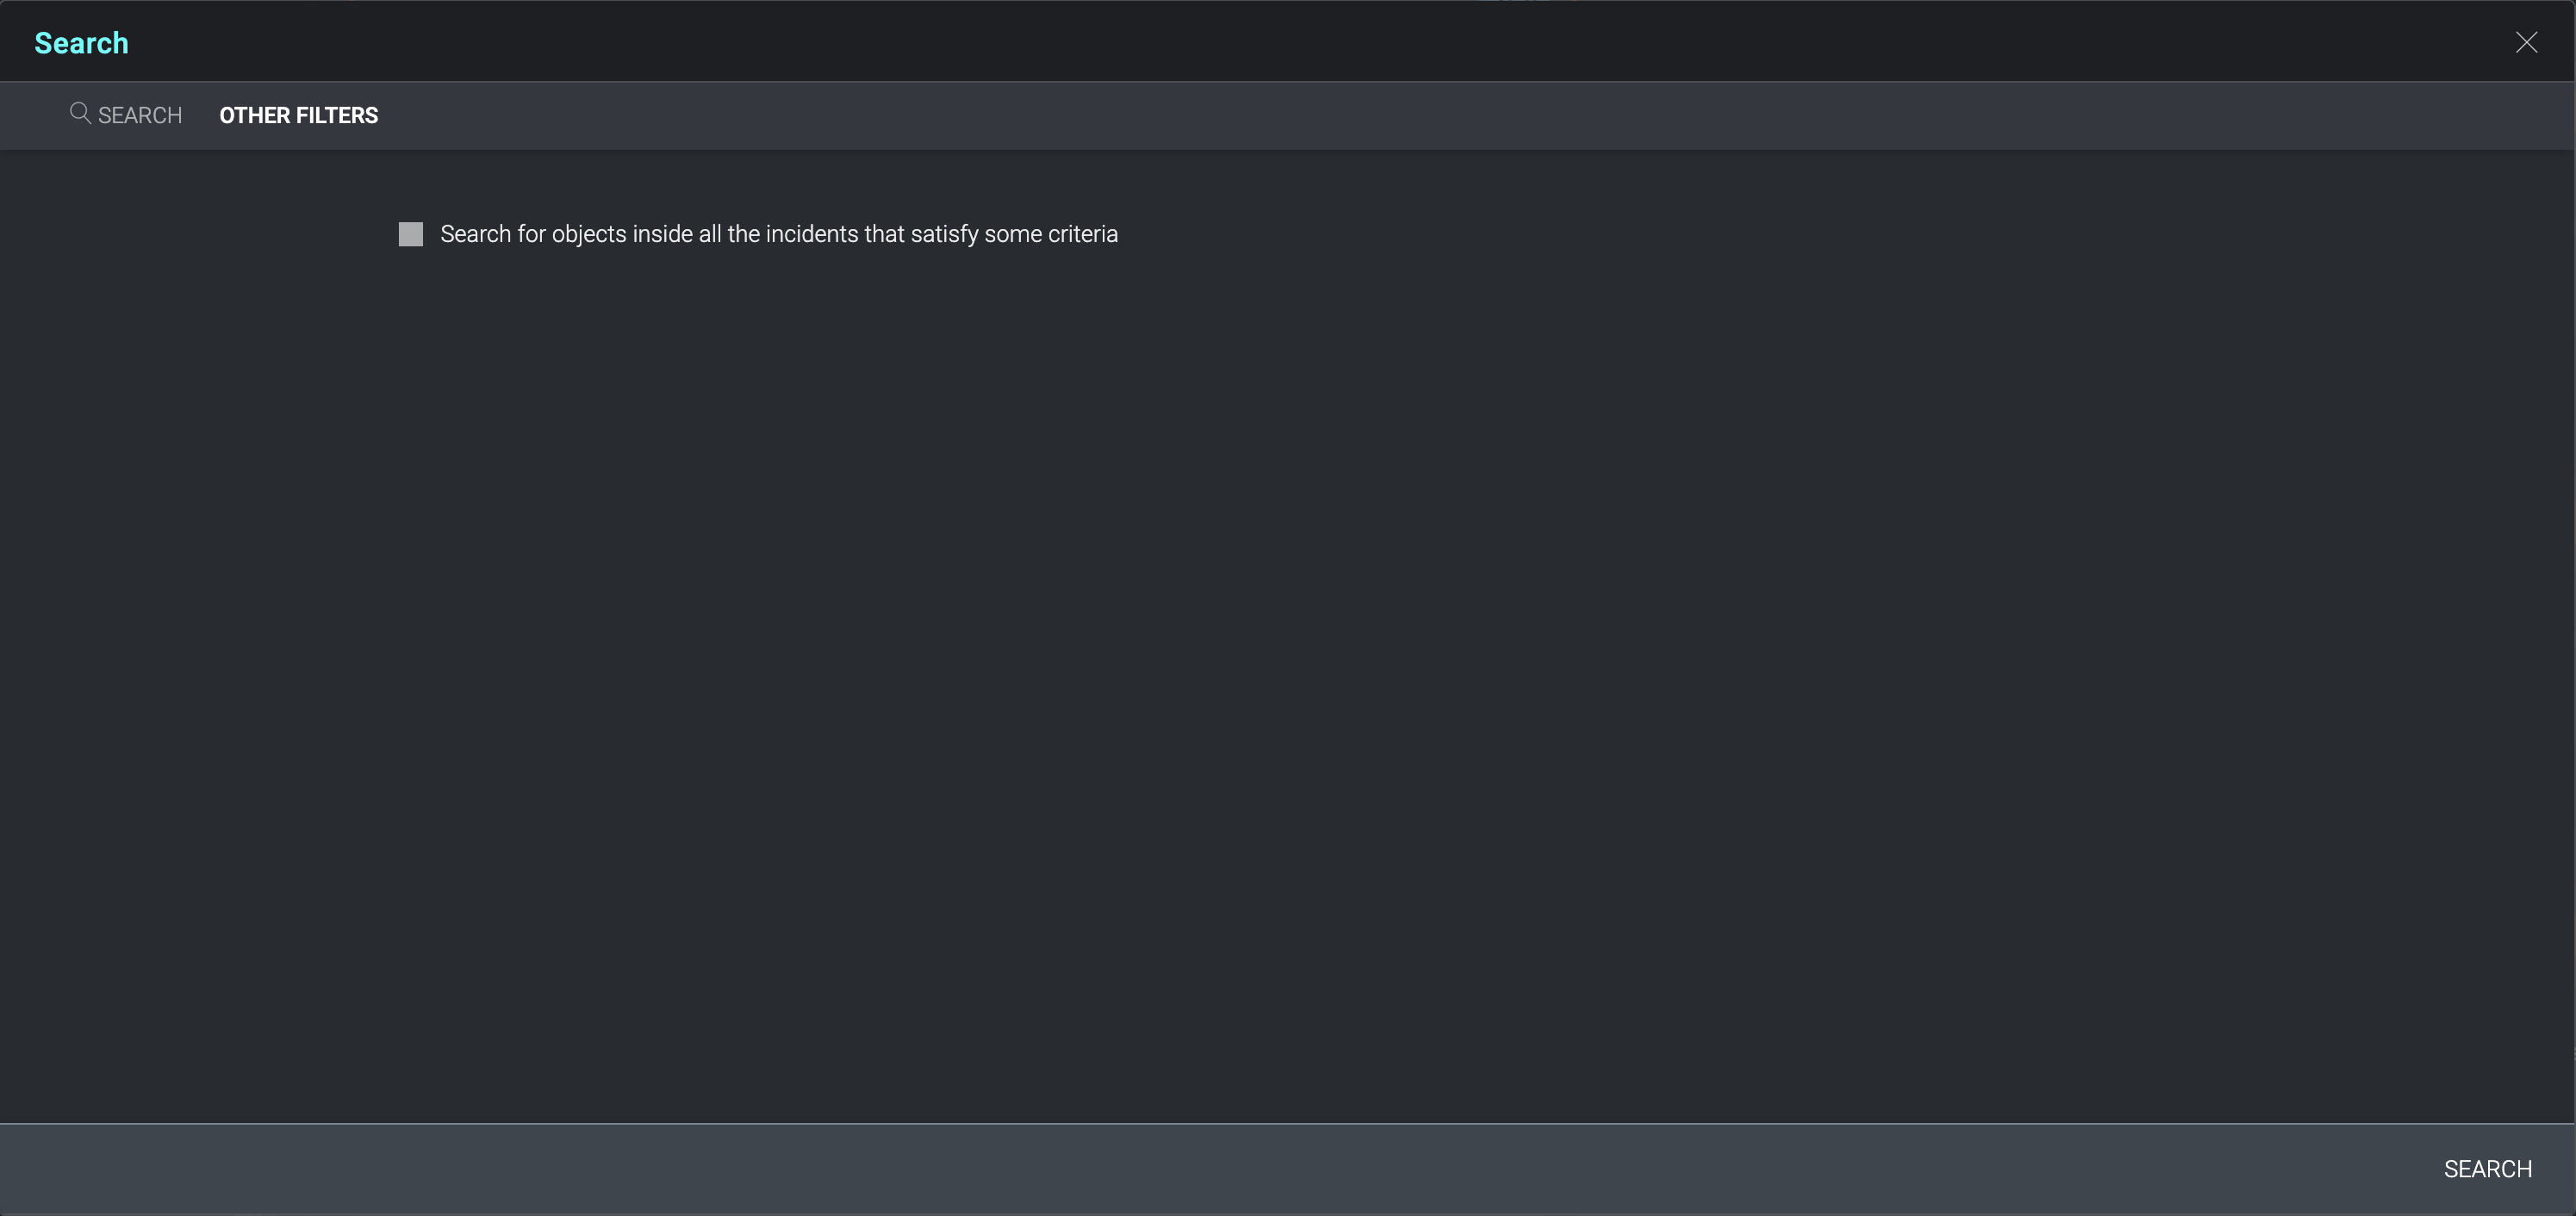 Search
SEARCH OTHER FILTERS
Search for objects inside all the incidents that satisfy some criteria
SEARCH